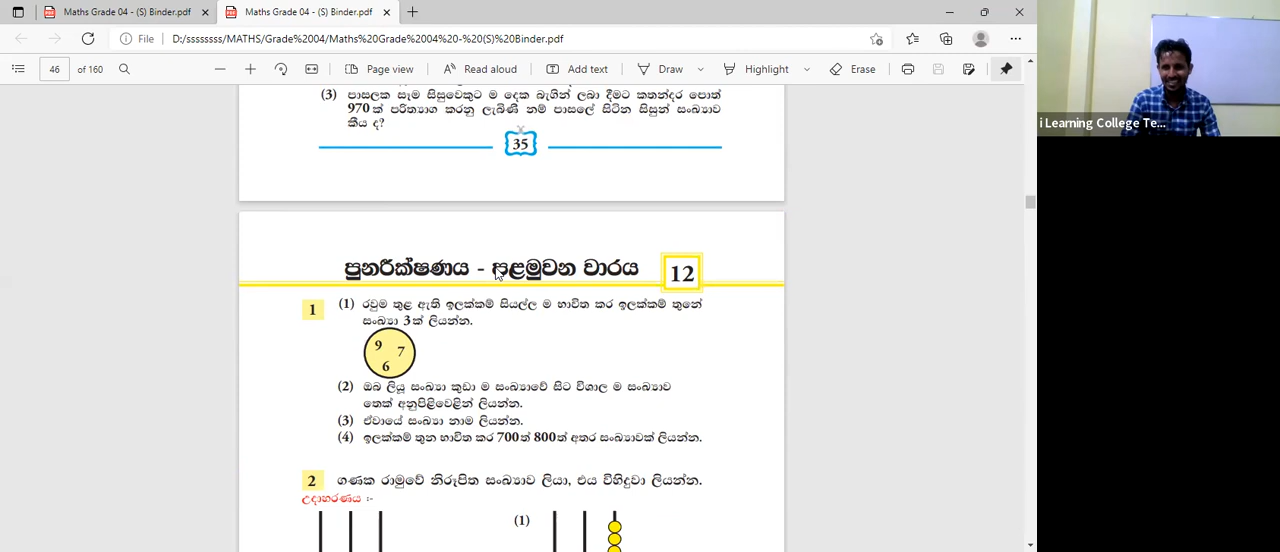 Maths Grade 04 - (S) Binder.pdf
Maths Grade 04 - (S) Binder.pdf
File
D:/ssssssss/MATHS/Grade%2004/Maths%20Grade%2004%20-%20(S)%20Binder.pdf
46 of 160
Page view
Read aloud
Add text
Draw
Highlight
Erase
i Learning College Te...
(3) පාසලක සෑම සිසුවෙකුට ම දෙක බැගින් ලබා දීමට කතන්දර පොත්
970ක් පරිත්‍යාග කරනු ලැබිණි නම් පාසලේ සිටින සිසුන් සංඛ්‍යාව
කීය ද?
35
පුනරීක්ෂණය - පළමුවන වාරය 12
1 (1) රවුම තුළ ඇති ඉලක්කම් සියල්ල ම භාවිත කර ඉලක්කම් තුනේ
සංඛ්‍යා 3ක් ලියන්න.
9 7
6
(2) ඔබ ලියූ සංඛ්‍යා කුඩා ම සංඛ්‍යාවේ සිට විශාල ම සංඛ්‍යාව
තෙක් අනුපිළිවෙළින් ලියන්න.
(3) ඒවායේ සංඛ්‍යා නාම ලියන්න.
(4) ඉලක්කම් තුන භාවිත කර 700ත් 800ත් අතර සංඛ්‍යාවක් ලියන්න.
2 ගණක රාමුවේ නිරූපිත සංඛ්‍යාව ලියා, එය විහිදුවා ලියන්න.
උදාහරණය :-
(1)